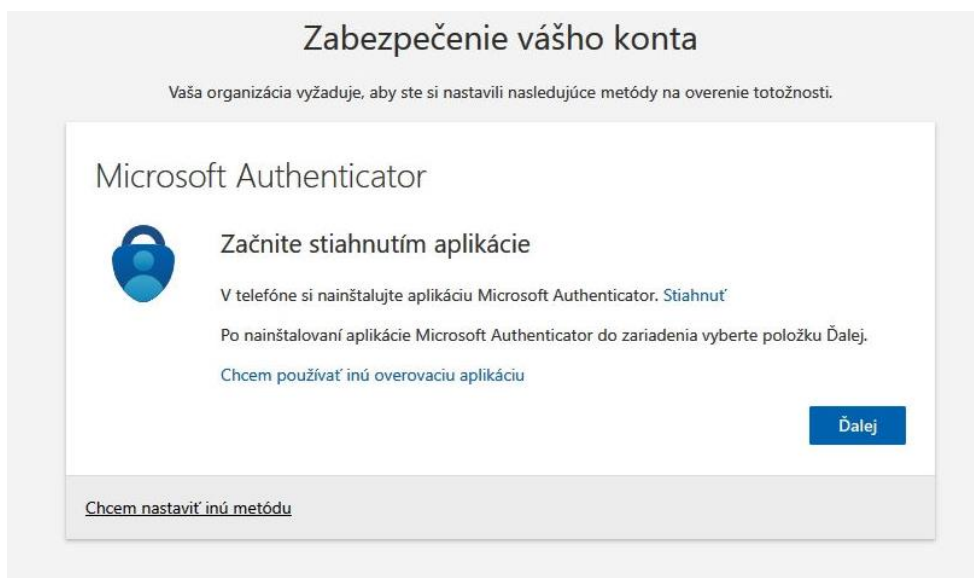 Zabezpečenie vášho konta
Vaša organizácia vyžaduje, aby ste si nastavili nasledujúce metódy na overenie totožnosti.
Microsoft Authenticator
Začnite stiahnutím aplikácie
V telefóne si nainštalujte aplikáciu Microsoft Authenticator. Stiahnuť
Po nainštalovaní aplikácie Microsoft Authenticator do zariadenia vyberte položku Ďalej.
Chcem používať inú overovaciu aplikáciu
Ďalej
Chcem nastaviť inú metódu